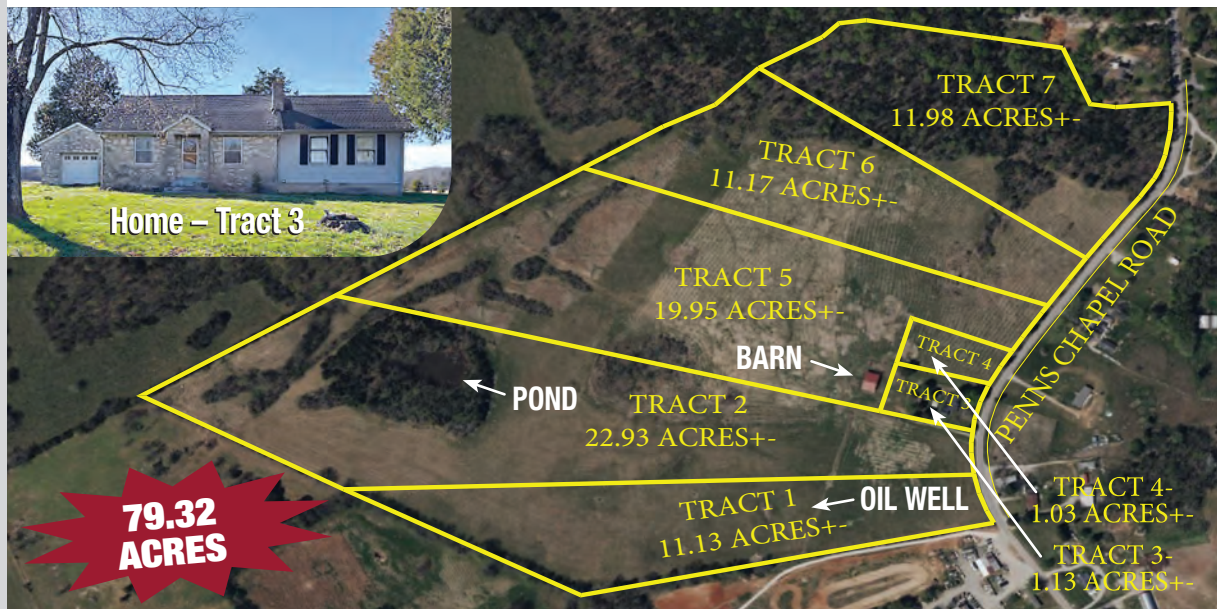 Home – Tract 3
TRACT 7
11.98 ACRES+-
TRACT 6
11.17 ACRES+-
TRACT 5
19.95 ACRES+-
PENNS CHAPEL ROAD
BARN
TRACT 4
TRACT 3
POND
TRACT 2
22.93 ACRES+-
79.32
ACRES
TRACT 1
11.13 ACRES+-
OIL WELL
TRACT 4-
1.03 ACRES+-
TRACT 3-
1.13 ACRES+-